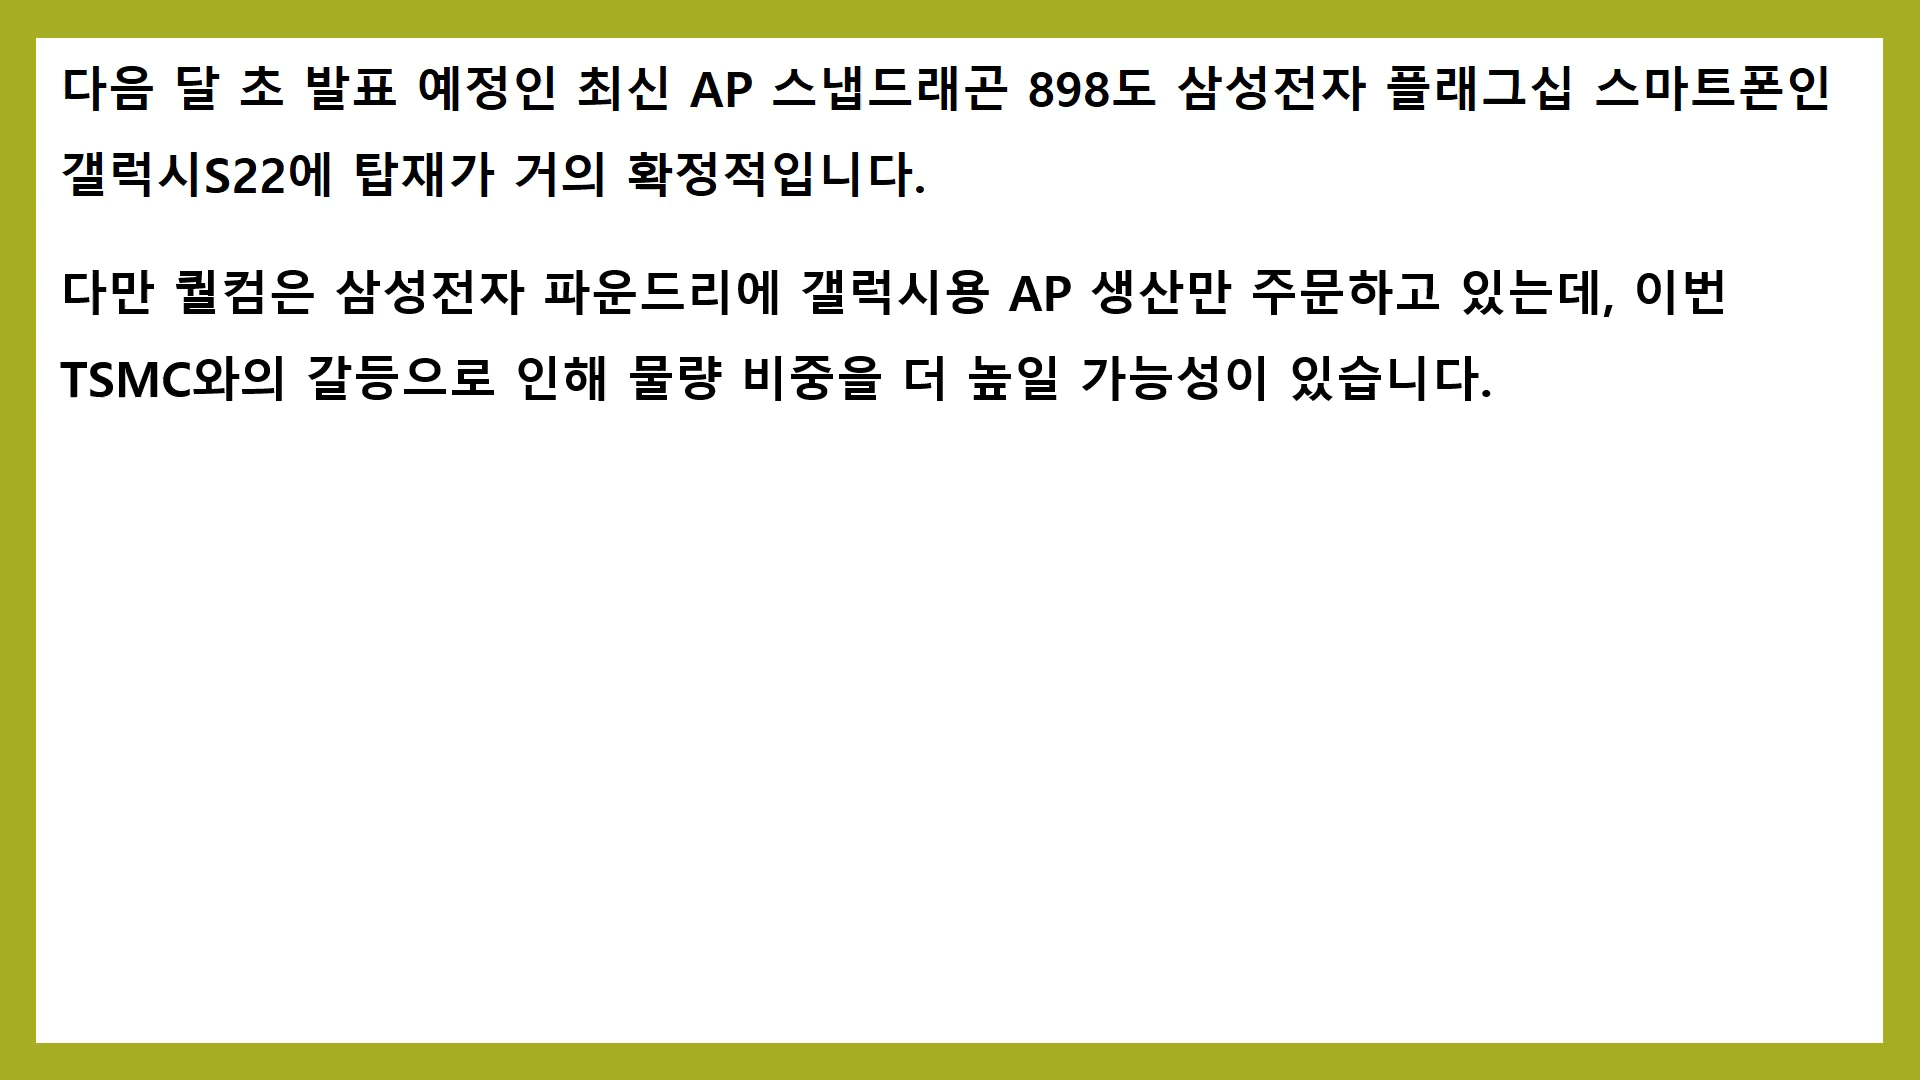 다음 달 초 발표 예정인 최신 AP 스냅드래곤 898도 삼성전자 플래그십 스마트폰인
갤럭시S22에 탑재가 거의 확정적입니다.
다만 퀄컴은 삼성전자 파운드리에 갤럭시용 AP 생산만 주문하고 있는데, 이번
TSMC와의 갈등으로 인해 물량 비중을 더 높일 가능성이 있습니다.